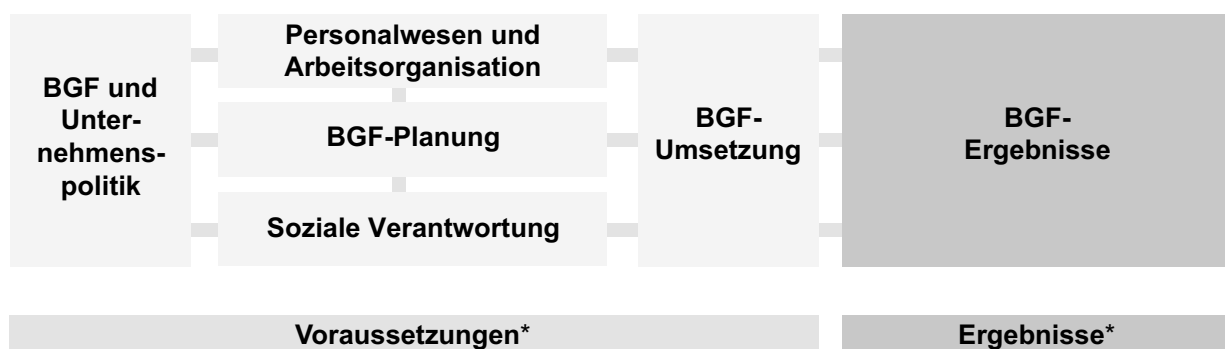 BGF und
Unter-
nehmens-
politik
Personalwesen und
Arbeitsorganisation
BGF-Planung
Soziale Verantwortung
BGF-
Umsetzung
BGF-
Ergebnisse
Voraussetzungen*
Ergebnisse*